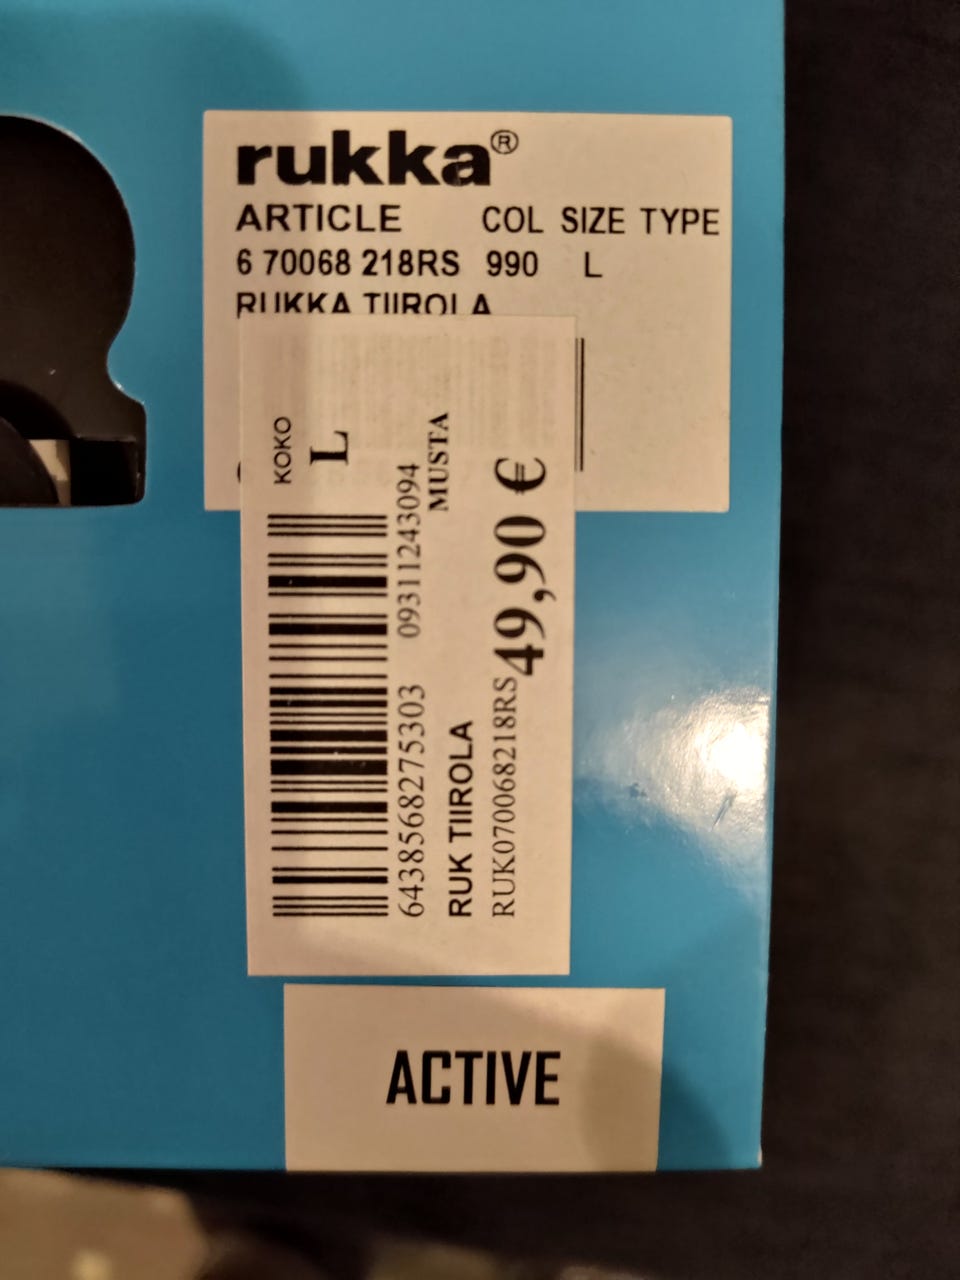 rukka®
ARTICLE COL SIZE TYPE
6 70068 218RS 990 L
RUKKA TIIROLA
KOKO
L
6438568275303 09311243094
MUSTA
RUK TIIROLA
RUK070068218RS
49,90 €
ACTIVE